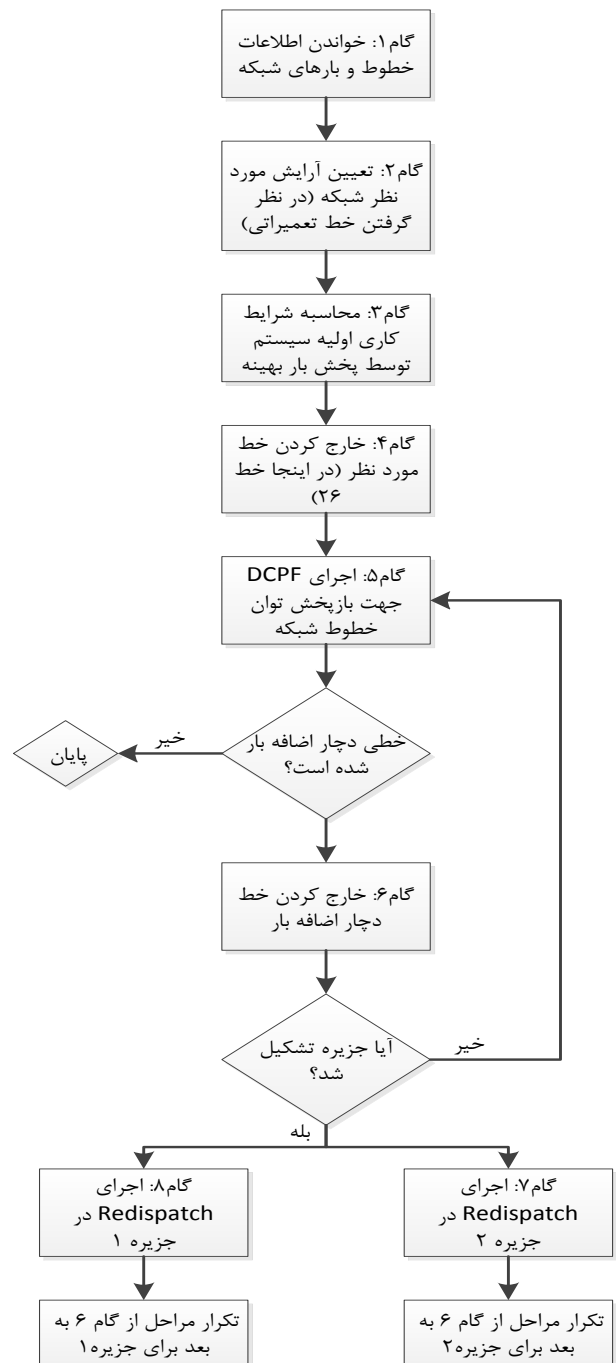 گام۱: خواندن اطلاعات
خطوط و بارهای شبکه
گام۲: تعیین آرایش مورد
نظر شبکه (در نظر
گرفتن خط تعمیراتی)
گام۳: محاسبه شرایط
کاری اولیه سیستم
توسط پخش بار بهینه
گام۴: خارج کردن خط
مورد نظر (در اینجا خط
۲۶)
گام۵: اجرای DCPF
جهت بازپخش توان
خطوط شبکه
خطی دچار اضافه بار
شده است؟
خیر
پایان
گام۶: خارج کردن خط
دچار اضافه بار
آیا جزیره تشکیل
شد؟
خیر
بله
گام۷: اجرای
Redispatch در
جزیره ۲
گام۸: اجرای
Redispatch در
جزیره ۱
تکرار مراحل از گام ۶ به
بعد برای جزیره۲
تکرار مراحل از گام ۶ به
بعد برای جزیره۱